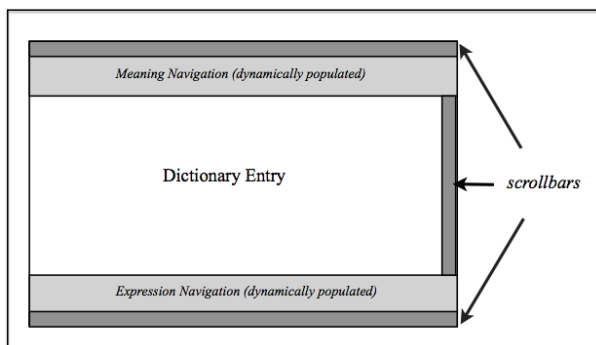 Meaning Navigation (dynamically populated)
Dictionary Entry
scrollbars
Expression Navigation (dynamically populated)